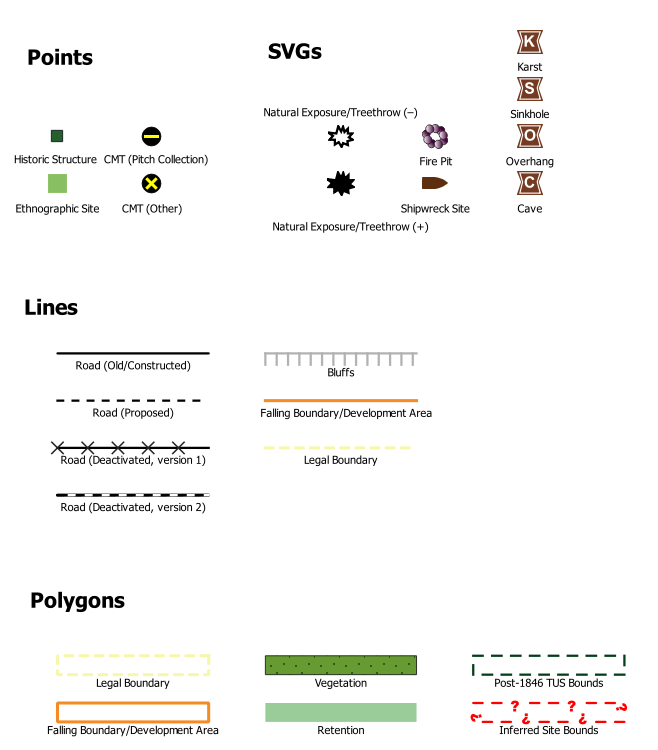 Points
SVGs
K
Karst
S
Sinkhole
Natural Exposure/Treethrow (−)
O
Historic Structure CMT (Pitch Collection) Fire Pit Overhang
C
Ethnographic Site CMT (Other) Shipwreck Site Cave
Natural Exposure/Treethrow (+)
Lines
Road (Old/Constructed) Bluffs
Road (Proposed) Falling Boundary/Development Area
Road (Deactivated, version 1) Legal Boundary
Road (Deactivated, version 2)
Polygons
Legal Boundary Vegetation Post-1846 TUS Bounds
? ? ? ? ? ?
Falling Boundary/Development Area Retention Inferred Site Bounds